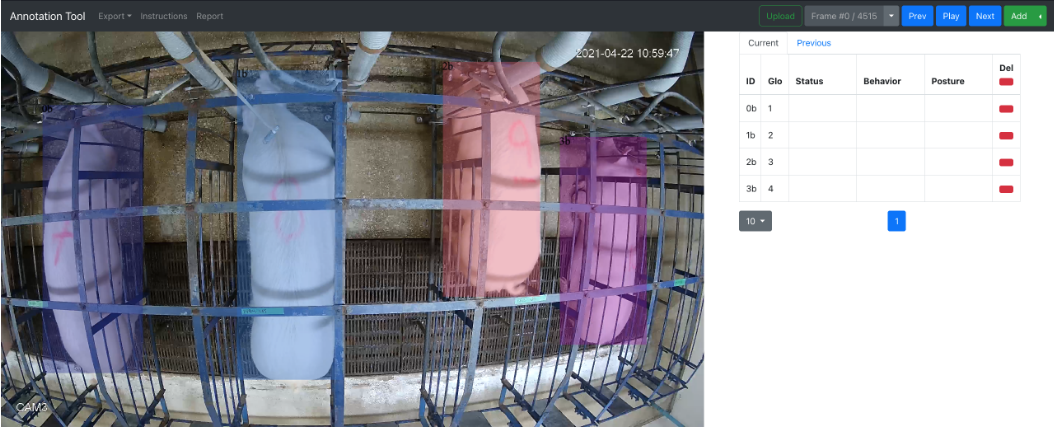 Annotation Tool Export Instructions Report Upload Frame #0 / 4515 Prev Play Next Add
2021-04-22 10:59:47
0b
1b
2b
3b
T
0
9
CAM3
Current Previous
ID Glo Status Behavior Posture Del
0b 1
1b 2
2b 3
3b 4
10 1